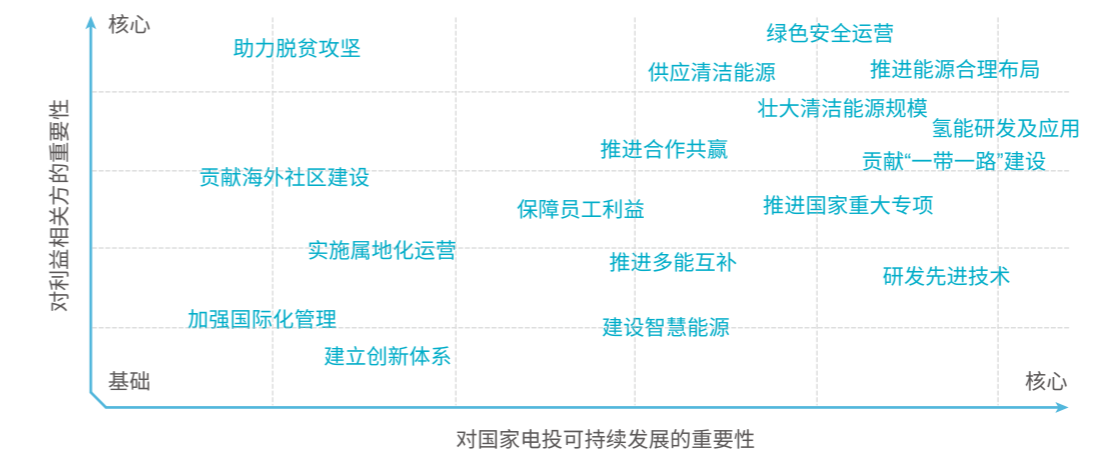 核心
绿色安全运营
助力脱贫攻坚
供应清洁能源
推进能源合理布局
壮大清洁能源规模
氢能研发及应用
推进合作共赢
贡献“一带一路”建设
贡献海外社区建设
保障员工利益
推进国家重大专项
实施属地化运营
推进多能互补
研发先进技术
加强国际化管理
建设智慧能源
建立创新体系
基础
核心
对利益相关方的重要性
对国家电投可持续发展的重要性